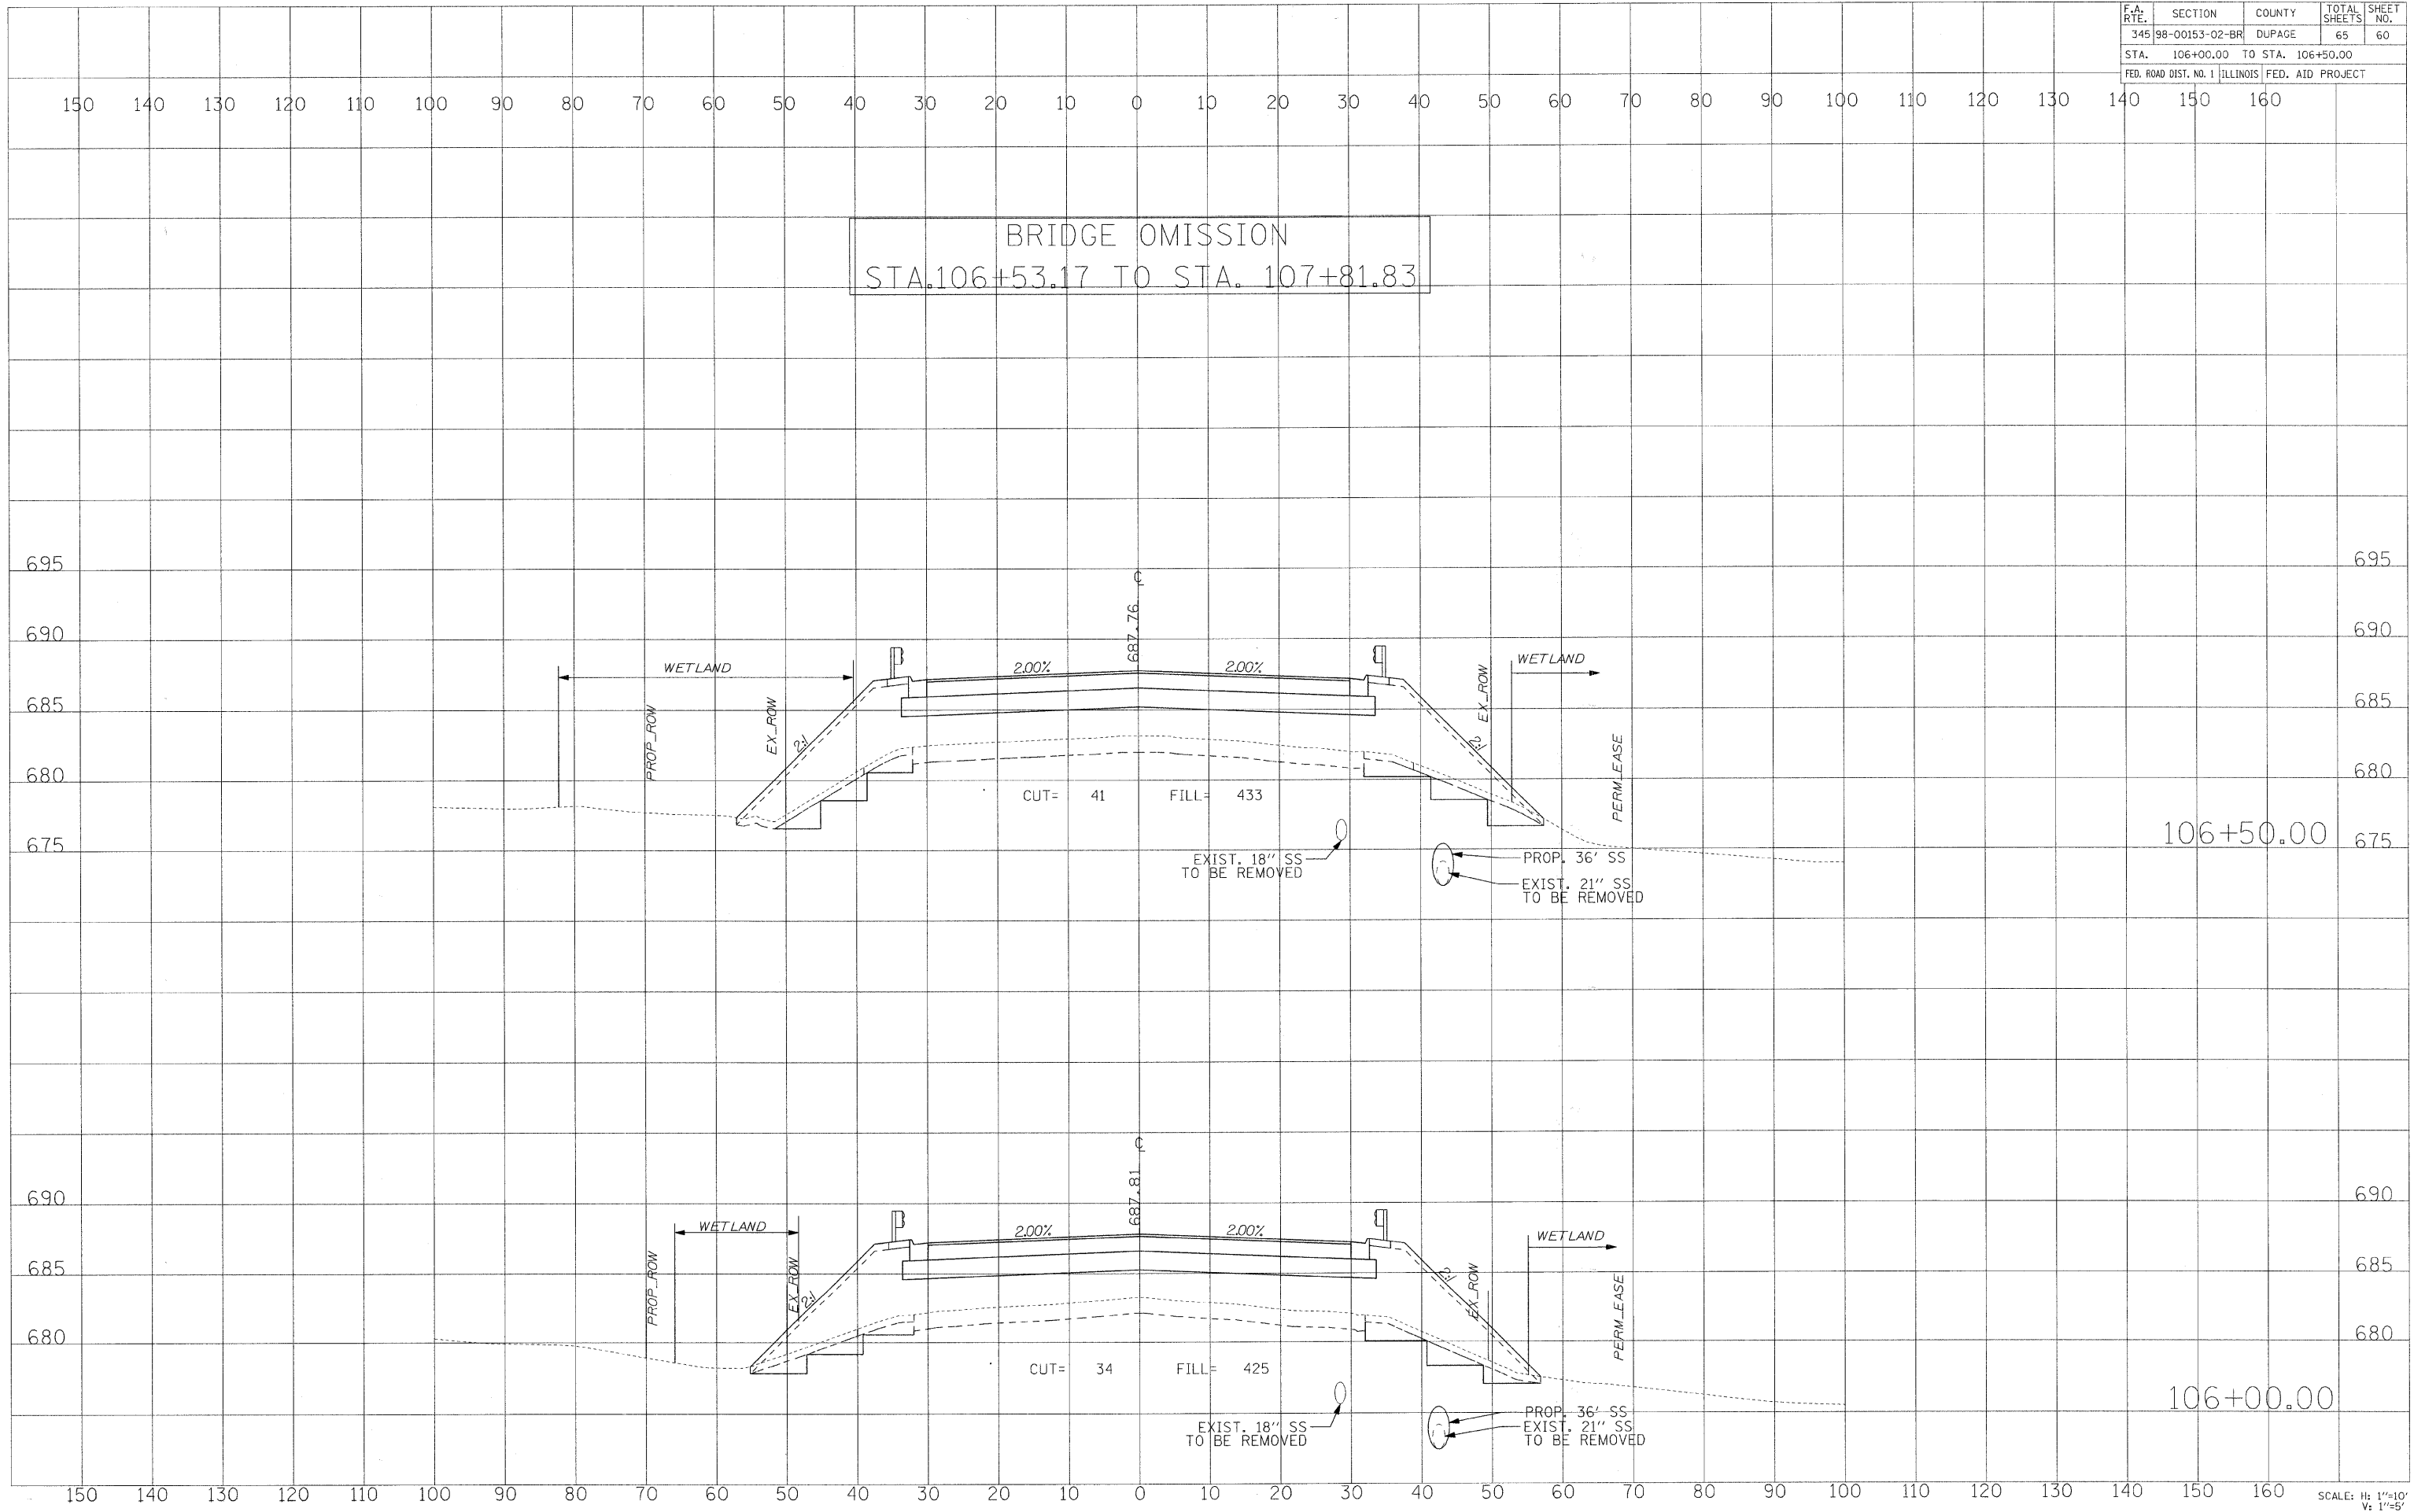 F.A. RTE. SECTION COUNTY TOTAL SHEETS SHEET NO.
345 98-00153-02-BR DUPAGE 65 60
STA. 106+00.00 TO STA. 106+50.00
FED. ROAD DIST. NO. 1 ILLINOIS FED. AID PROJECT
150 140 130 120 110 100 90 80 70 60 50 40 30 20 10 0 10 20 30 40 50 60 70 80 90 100 110 120 130 140 150 160
BRIDGE OMISSION
STA.106+53.17 TO STA. 107+81.83
695 695
℄
687.76
690 690
WETLAND 2.00% 2.00% WETLAND
685 685
PROP_ROW EX_ROW 2:1 2:1 EX_ROW PERM_EASE
680 680
CUT= 41 FILL= 433
106+50.00
675 675
EXIST. 18" SS
TO BE REMOVED
PROP. 36' SS
EXIST. 21" SS
TO BE REMOVED
℄
687.81
690 690
WETLAND 2.00% 2.00% WETLAND
685 685
PROP_ROW EX_ROW 2:1 2:1 EX_ROW PERM_EASE
680 680
CUT= 34 FILL= 425
106+00.00
EXIST. 18" SS
TO BE REMOVED
PROP. 36' SS
EXIST. 21" SS
TO BE REMOVED
150 140 130 120 110 100 90 80 70 60 50 40 30 20 10 0 10 20 30 40 50 60 70 80 90 100 110 120 130 140 150 160
SCALE: H: 1"=10'
V: 1"=5'